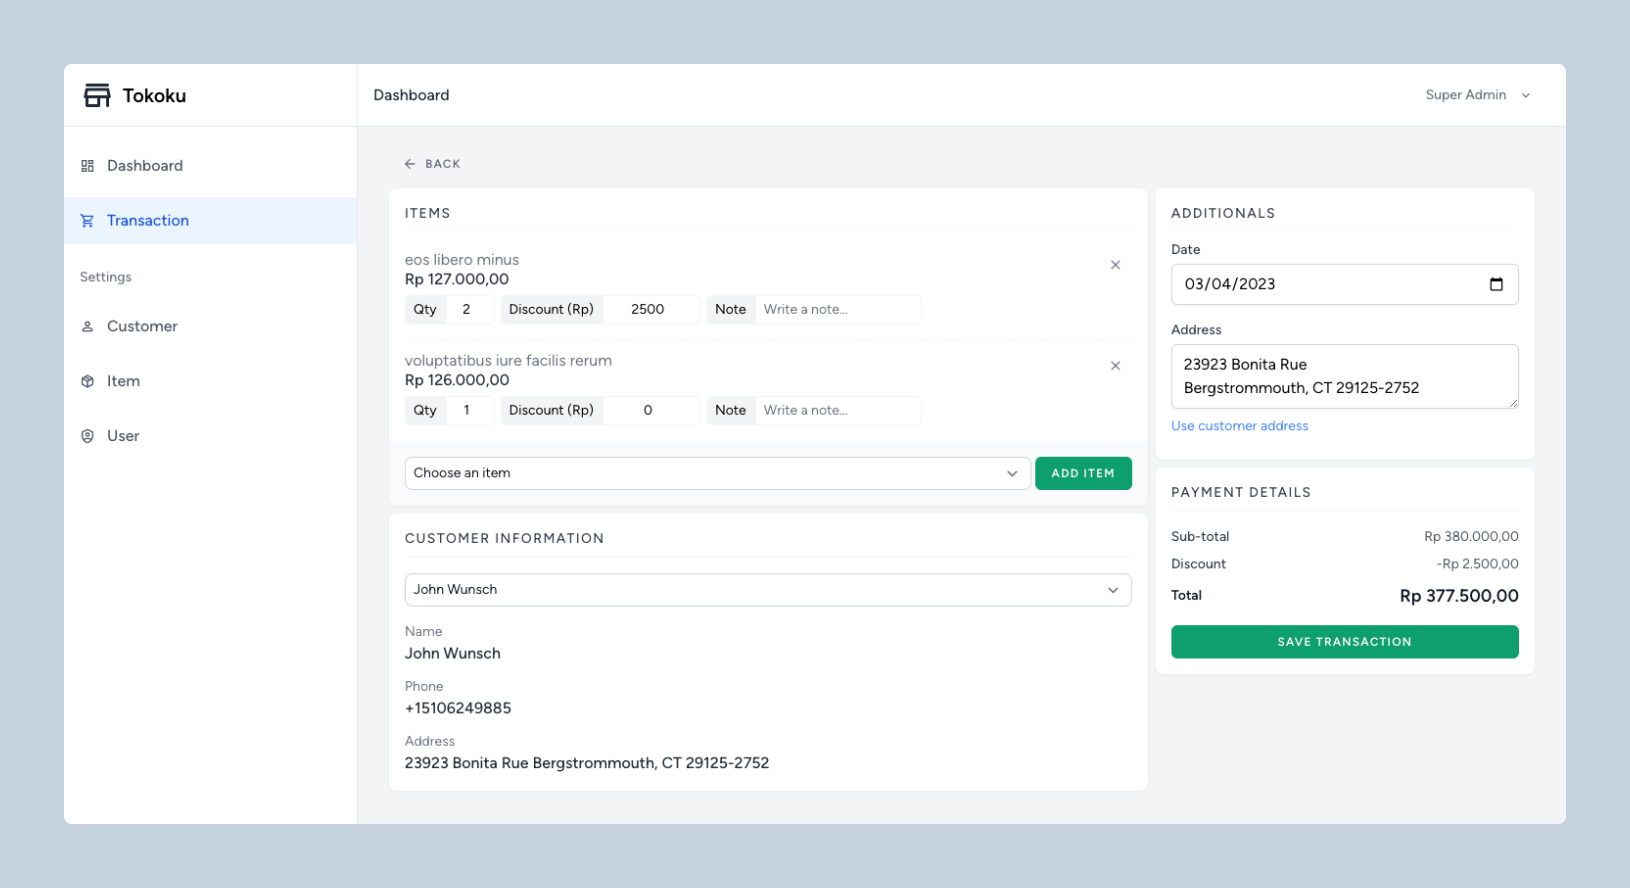 Tokoku
Dashboard
Super Admin
Dashboard
Transaction
Settings
Customer
Item
User
BACK
ITEMS
eos libero minus
Rp 127.000,00
Qty 2 Discount (Rp) 2500 Note Write a note...
voluptatibus iure facilis rerum
Rp 126.000,00
Qty 1 Discount (Rp) 0 Note Write a note...
Choose an item ADD ITEM
CUSTOMER INFORMATION
John Wunsch
Name
John Wunsch
Phone
+15106249885
Address
23923 Bonita Rue Bergstrommouth, CT 29125-2752
ADDITIONALS
Date
03/04/2023
Address
23923 Bonita Rue
Bergstrommouth, CT 29125-2752
Use customer address
PAYMENT DETAILS
Sub-total Rp 380.000,00
Discount -Rp 2.500,00
Total Rp 377.500,00
SAVE TRANSACTION